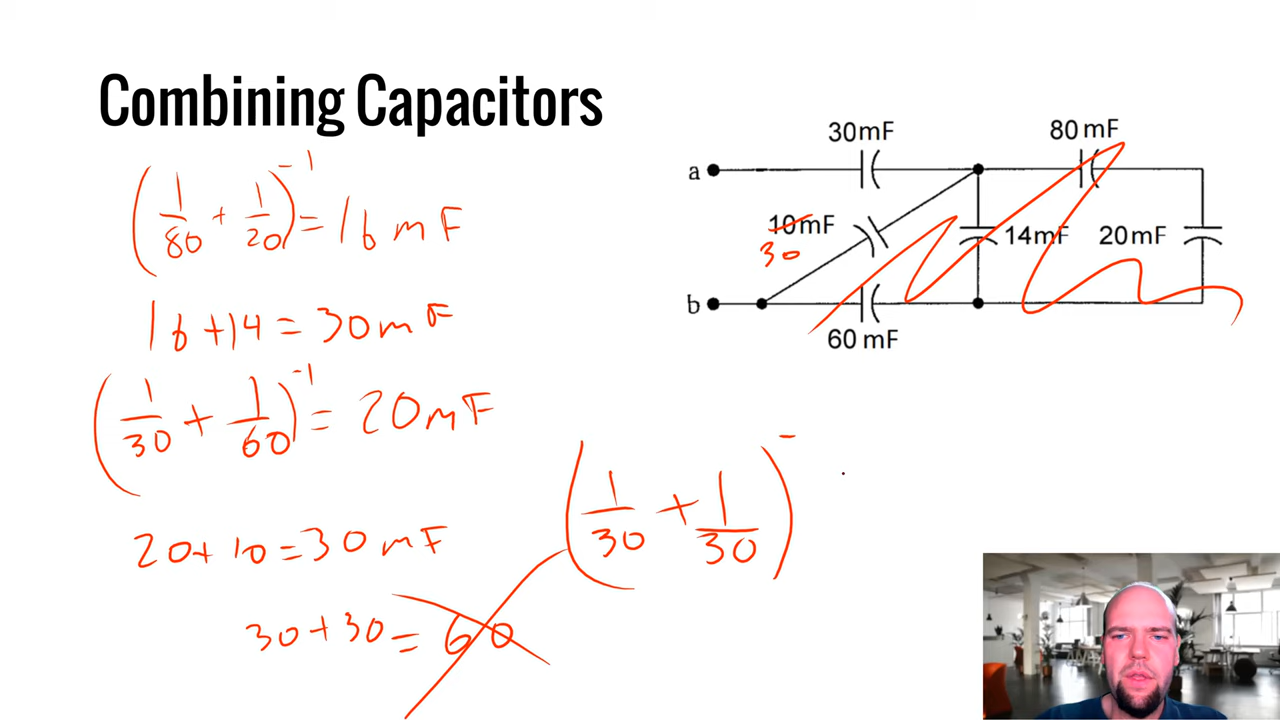 Combining Capacitors
(1/80 + 1/20)^-1 = 16 mF
16 + 14 = 30 mF
(1/30 + 1/60)^-1 = 20 mF
20 + 10 = 30 mF
30 + 30 = 60
(1/30 + 1/30)^-
30mF
80 mF
a
10mF
30
14mF
20mF
b
60 mF